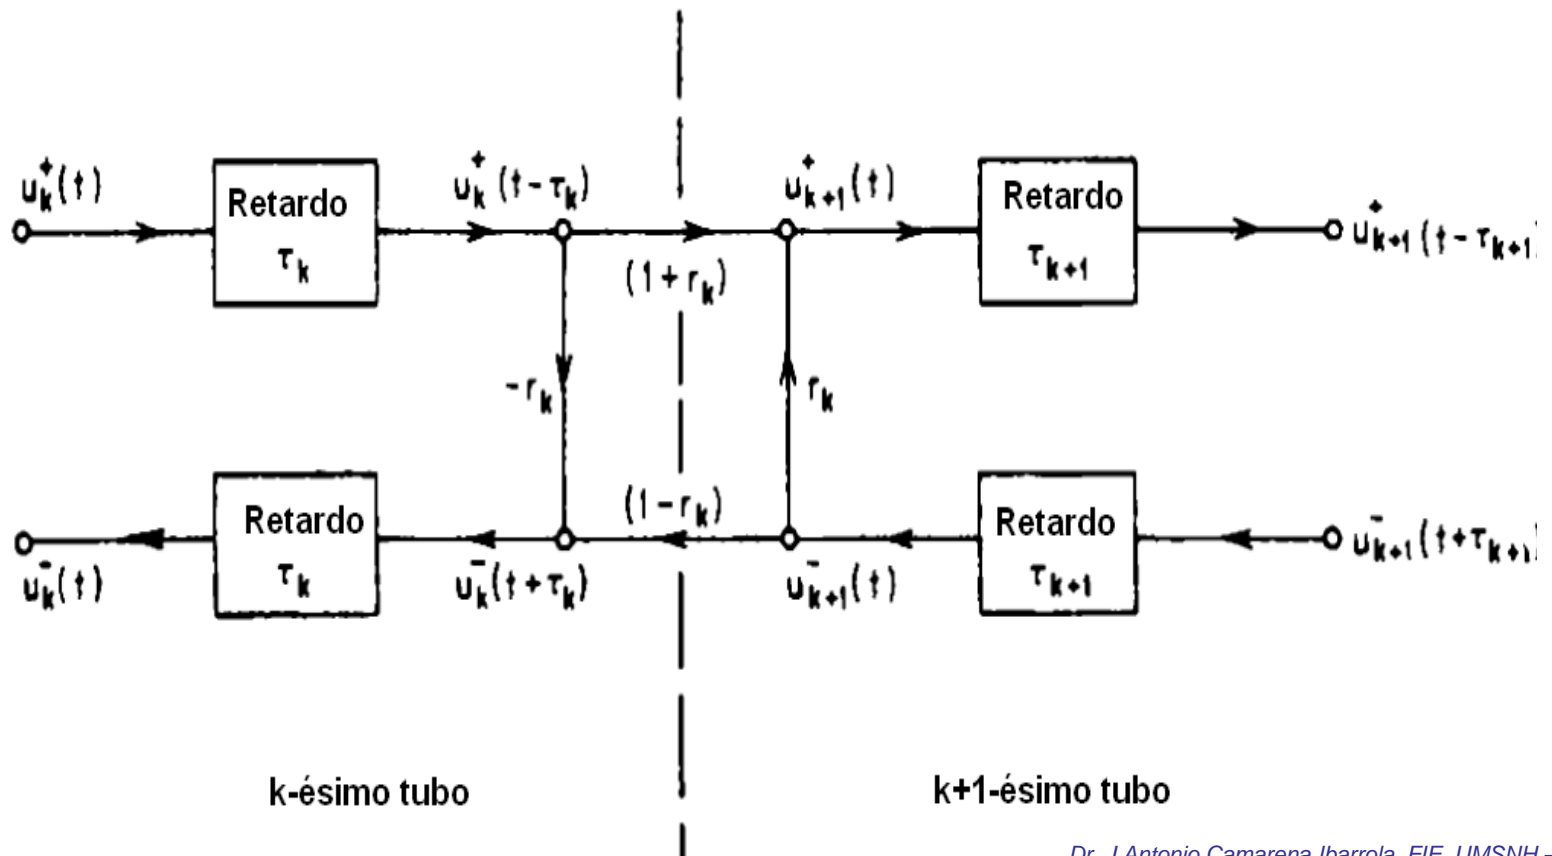 u⁺ₖ(t)
Retardo
τₖ
u⁺ₖ(t-τₖ)
u⁺ₖ₊₁(t)
Retardo
τₖ₊₁
u⁺ₖ₊₁(t-τₖ₊₁)
(1+rₖ)
-rₖ
rₖ
(1-rₖ)
u⁻ₖ(t)
Retardo
τₖ
u⁻ₖ(t+τₖ)
u⁻ₖ₊₁(t)
Retardo
τₖ₊₁
u⁻ₖ₊₁(t+τₖ₊₁)
k-ésimo tubo
k+1-ésimo tubo
Dr. J Antonio Camarena Ibarrola. FIE. UMSNH -